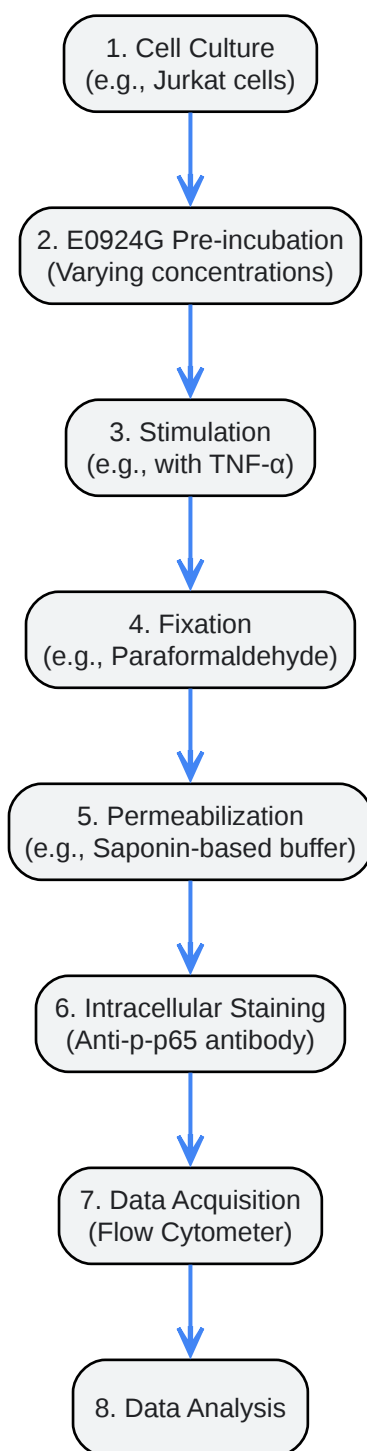 1. Cell Culture
(e.g., Jurkat cells)
2. E0924G Pre-incubation
(Varying concentrations)
3. Stimulation
(e.g., with TNF-α)
4. Fixation
(e.g., Paraformaldehyde)
5. Permeabilization
(e.g., Saponin-based buffer)
6. Intracellular Staining
(Anti-p-p65 antibody)
7. Data Acquisition
(Flow Cytometer)
8. Data Analysis